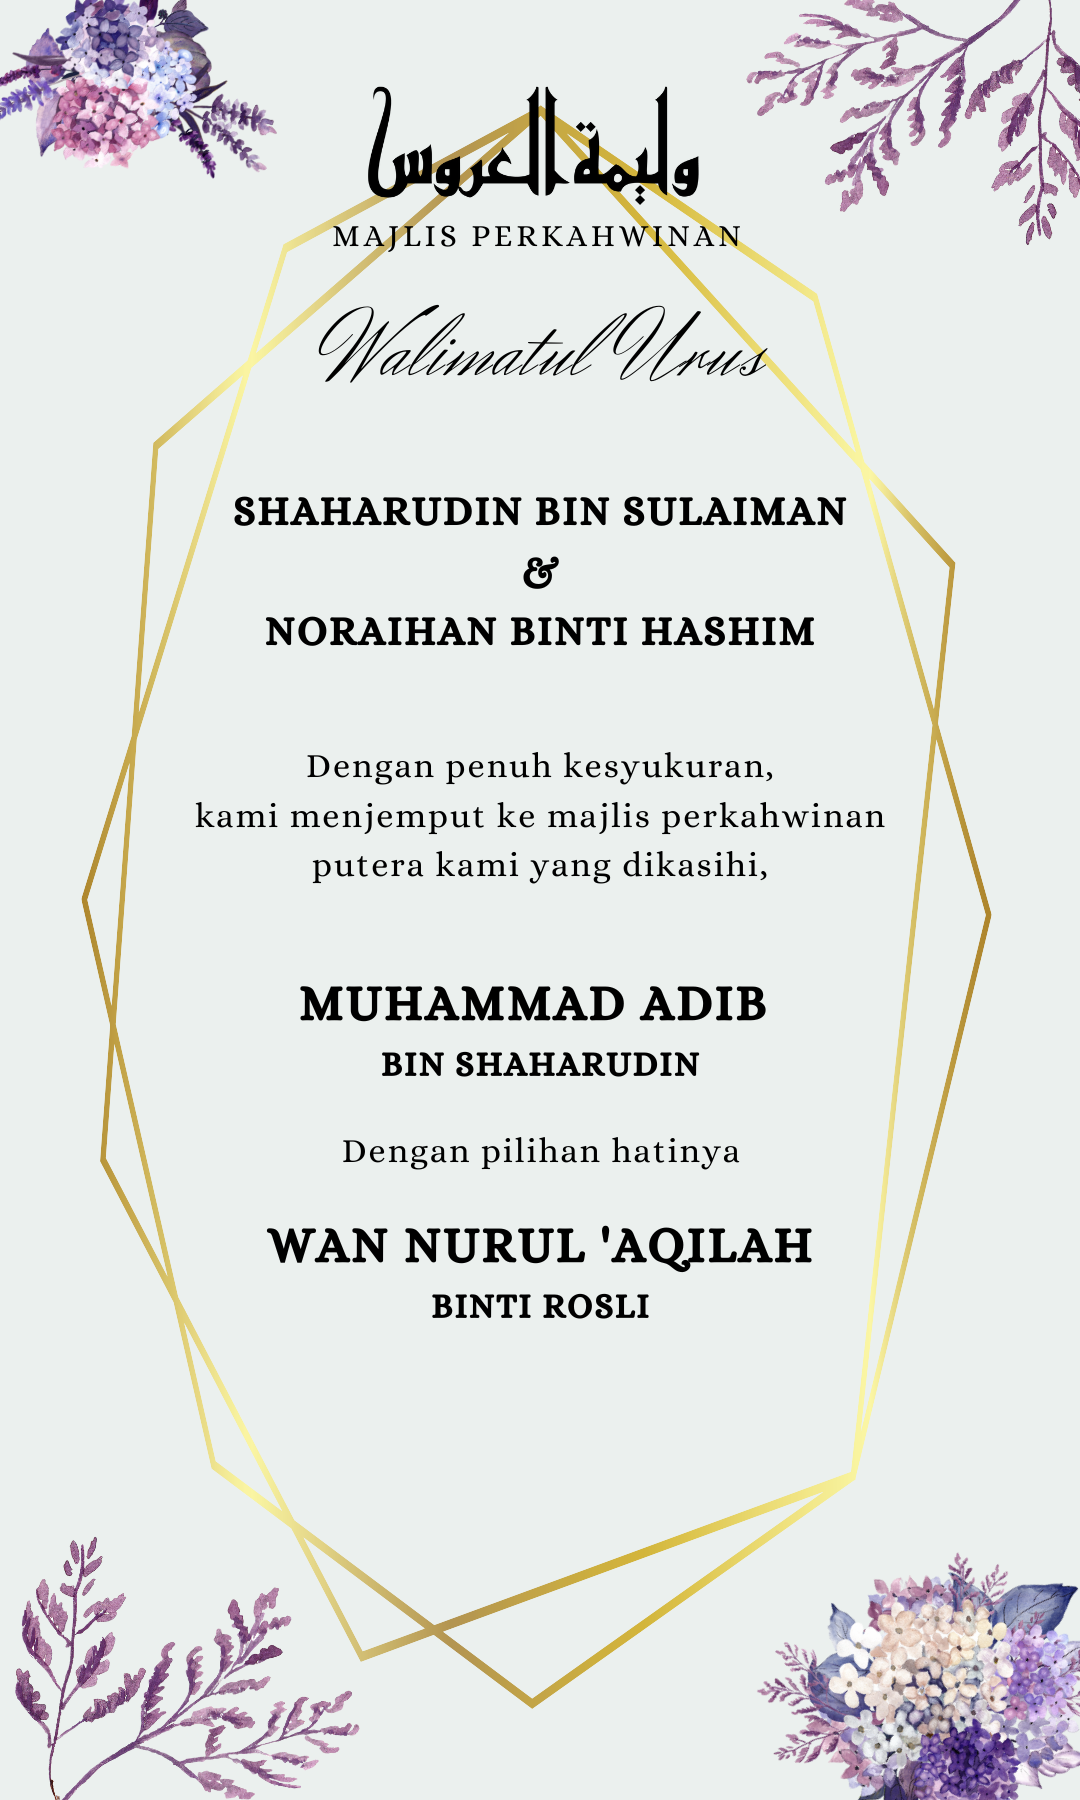 وليمة العروس
MAJLIS PERKAHWINAN
Walimatul Urus
SHAHARUDIN BIN SULAIMAN
&
NORAIHAN BINTI HASHIM
Dengan penuh kesyukuran,
kami menjemput ke majlis perkahwinan
putera kami yang dikasihi,
MUHAMMAD ADIB
BIN SHAHARUDIN
Dengan pilihan hatinya
WAN NURUL 'AQILAH
BINTI ROSLI